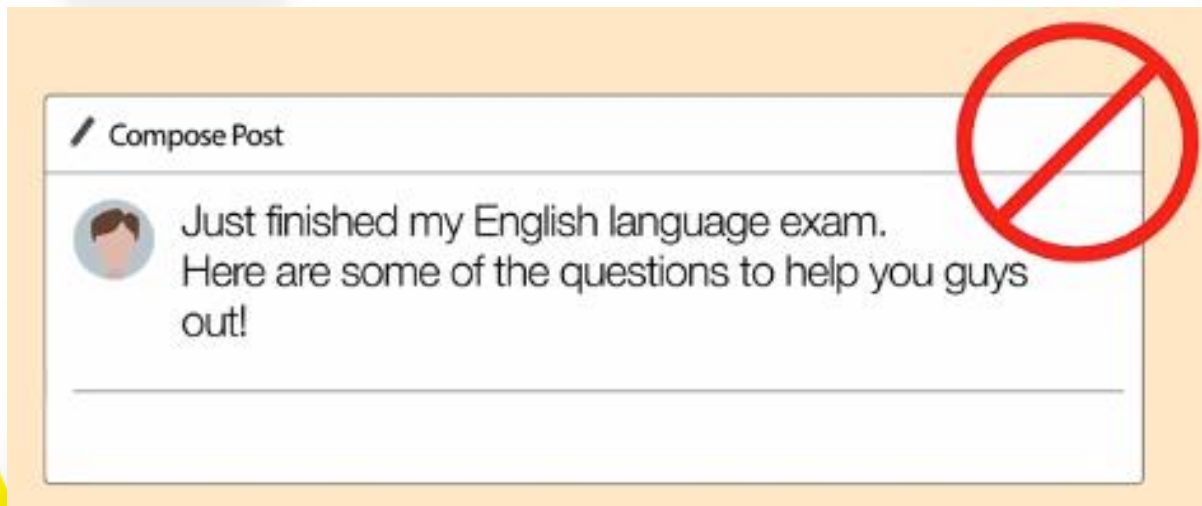 Compose Post
Just finished my English language exam.
Here are some of the questions to help you guys
out!